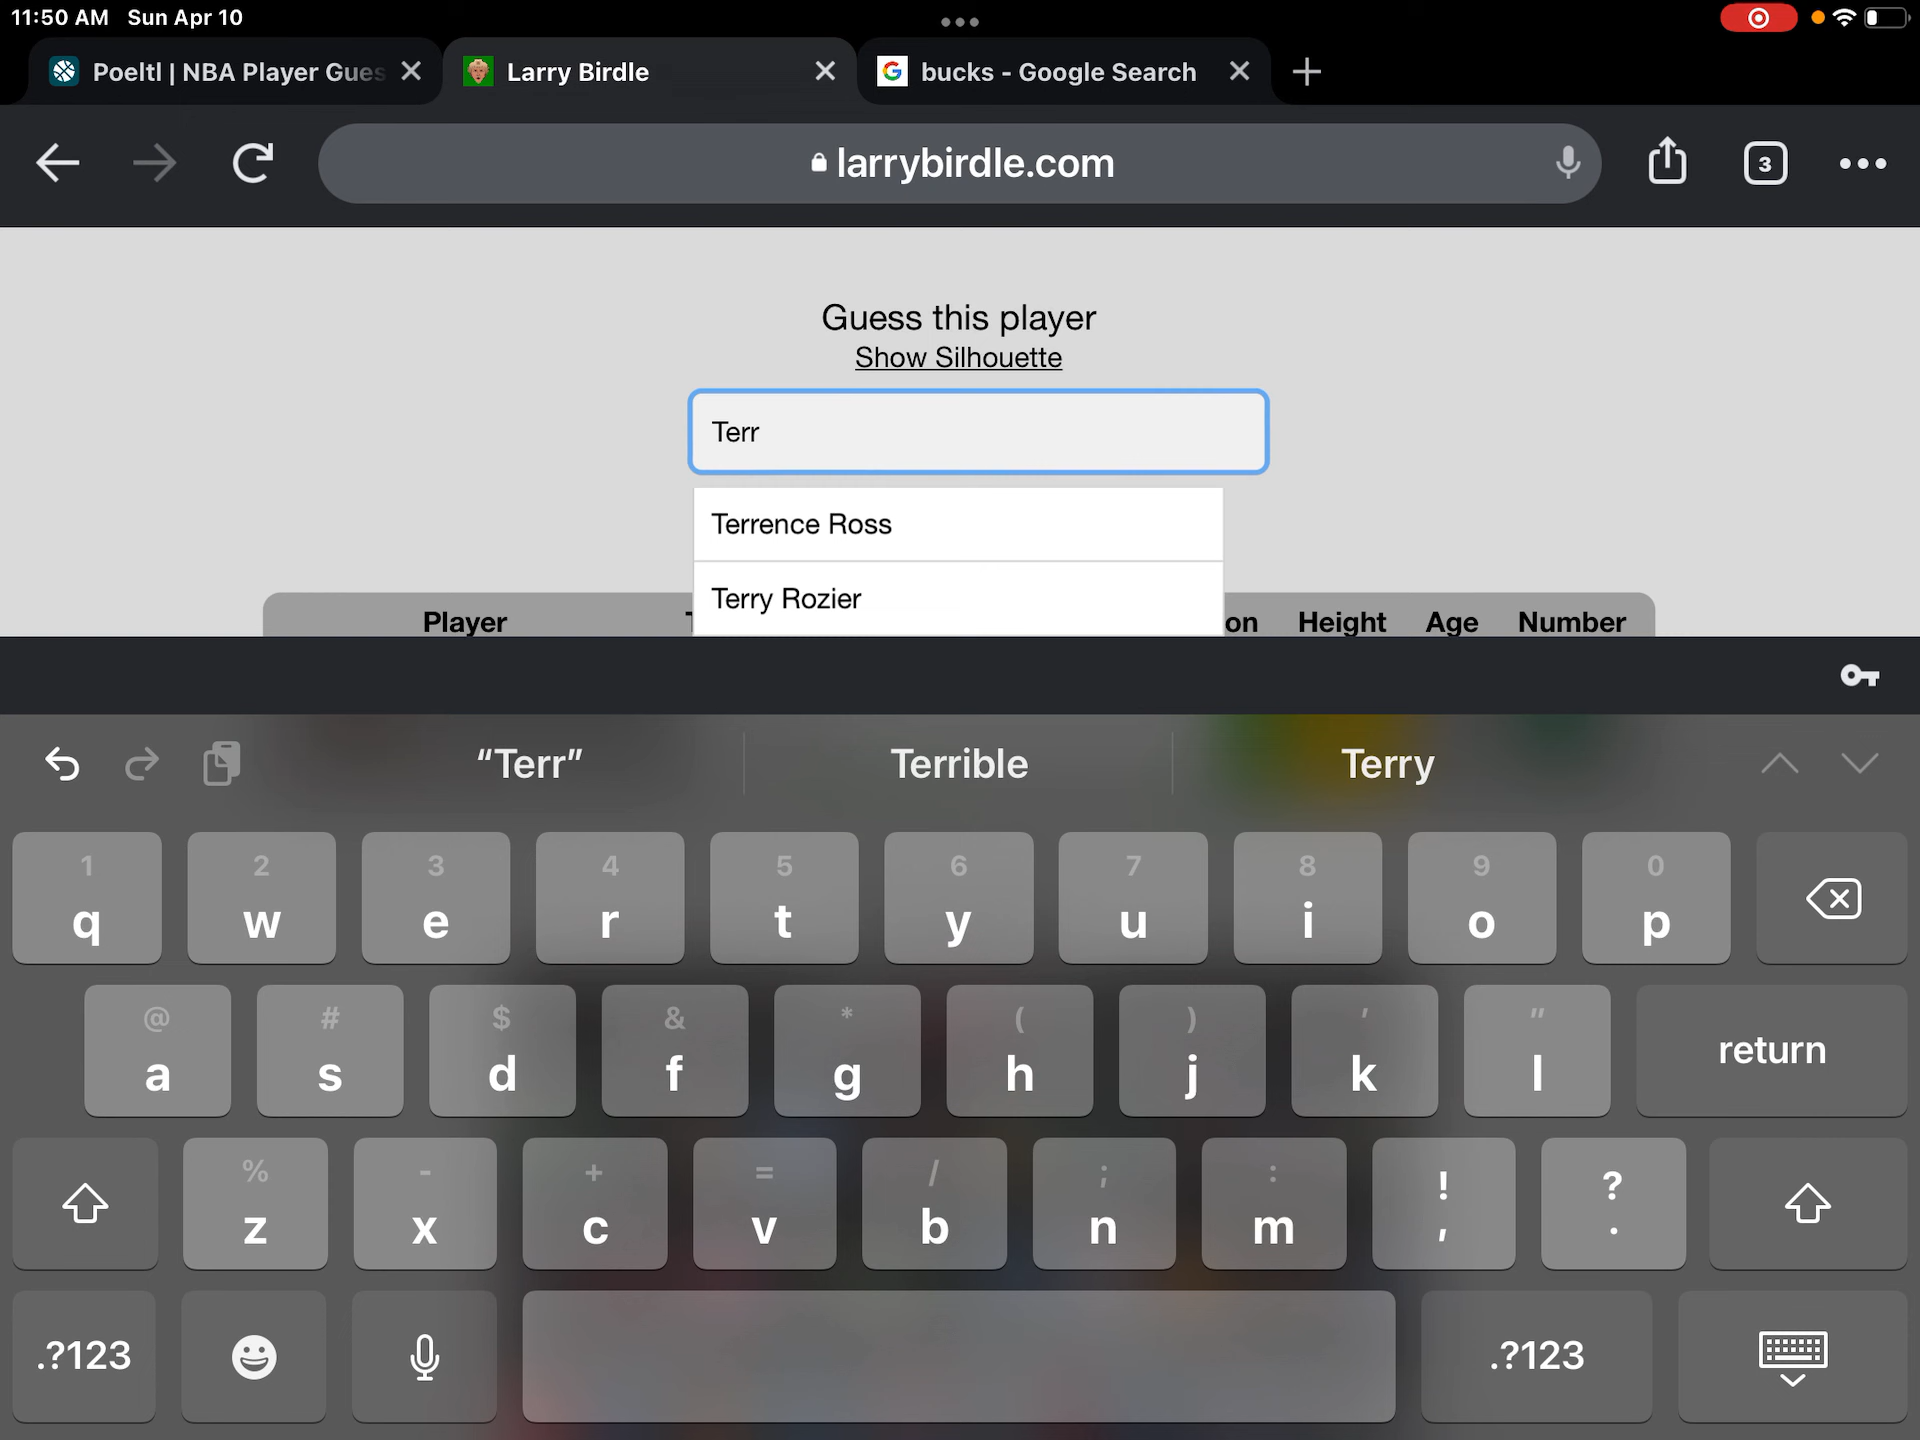 11:50 AM Sun Apr 10
Poeltl | NBA Player Gues
Larry Birdle
bucks - Google Search
larrybirdle.com
3
Guess this player
Show Silhouette
Terr
Terrence Ross
Terry Rozier
Player T on Height Age Number
“Terr” Terrible Terry
1 2 3 4 5 6 7 8 9 0
q w e r t y u i o p
@ # $ & * ( ) ' "
a s d f g h j k l return
% - + = / ; : ! ?
z x c v b n m , .
.?123 .?123